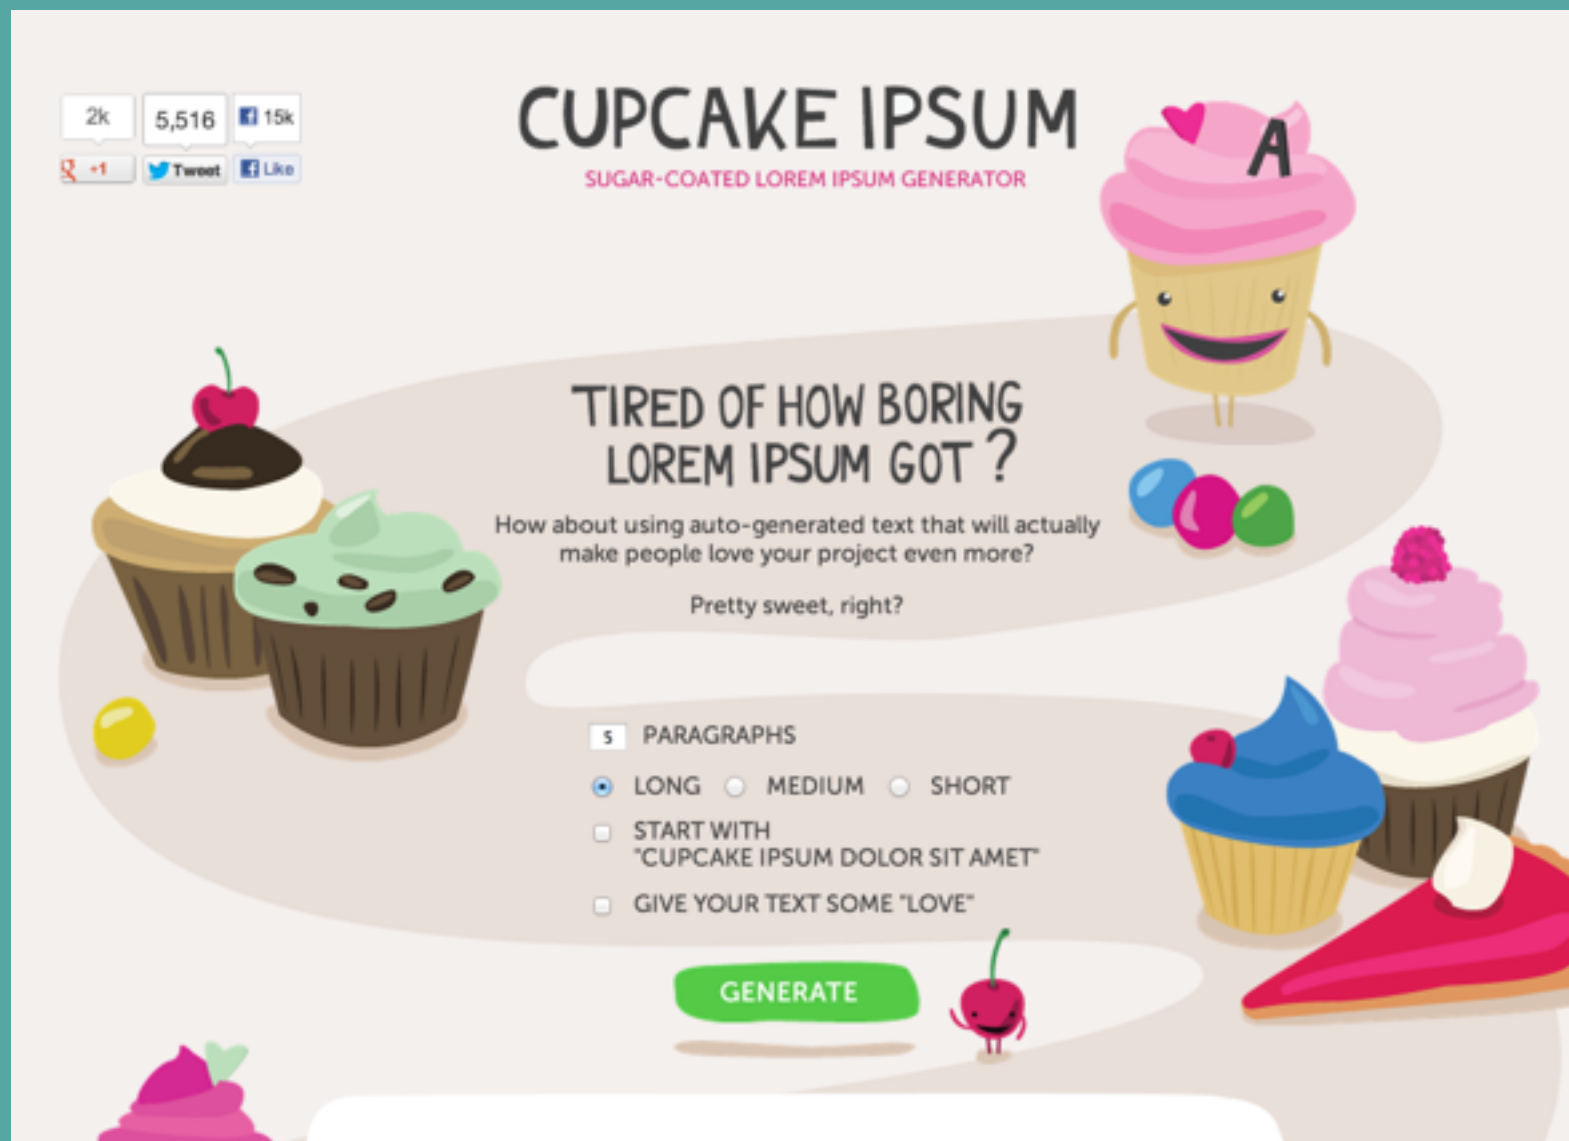 2k
5,516
15k
+1
Tweet
Like
CUPCAKE IPSUM
SUGAR-COATED LOREM IPSUM GENERATOR
A
TIRED OF HOW BORING
LOREM IPSUM GOT ?
How about using auto-generated text that will actually
make people love your project even more?
Pretty sweet, right?
5 PARAGRAPHS
LONG MEDIUM SHORT
START WITH
"CUPCAKE IPSUM DOLOR SIT AMET"
GIVE YOUR TEXT SOME "LOVE"
GENERATE